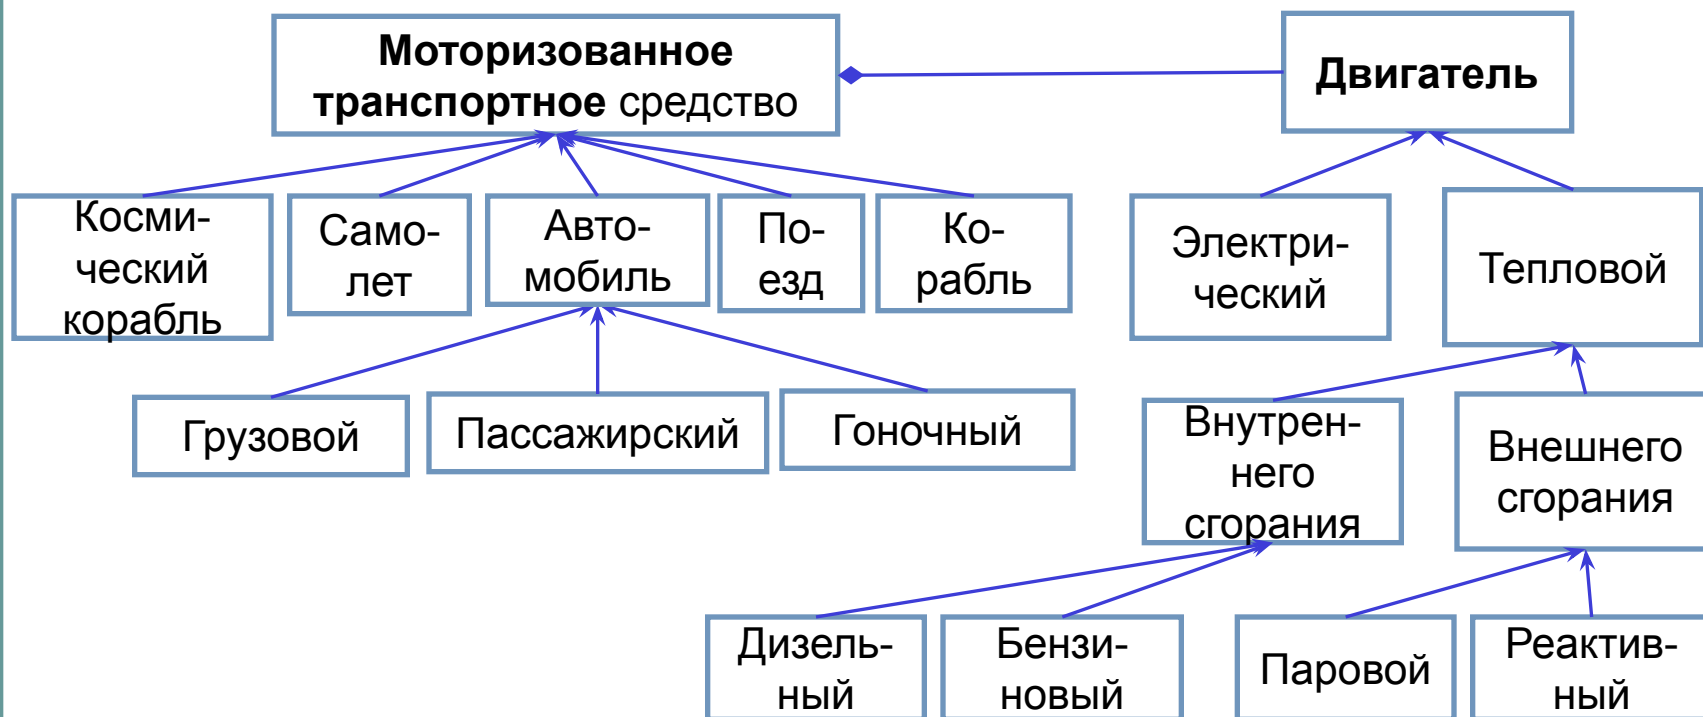 Моторизованное
транспортное средство
Двигатель
Косми-
ческий
корабль
Само-
лет
Авто-
мобиль
По-
езд
Ко-
рабль
Электри-
ческий
Тепловой
Грузовой
Пассажирский
Гоночный
Внутрен-
него
сгорания
Внешнего
сгорания
Дизель-
ный
Бензи-
новый
Паровой
Реактив-
ный